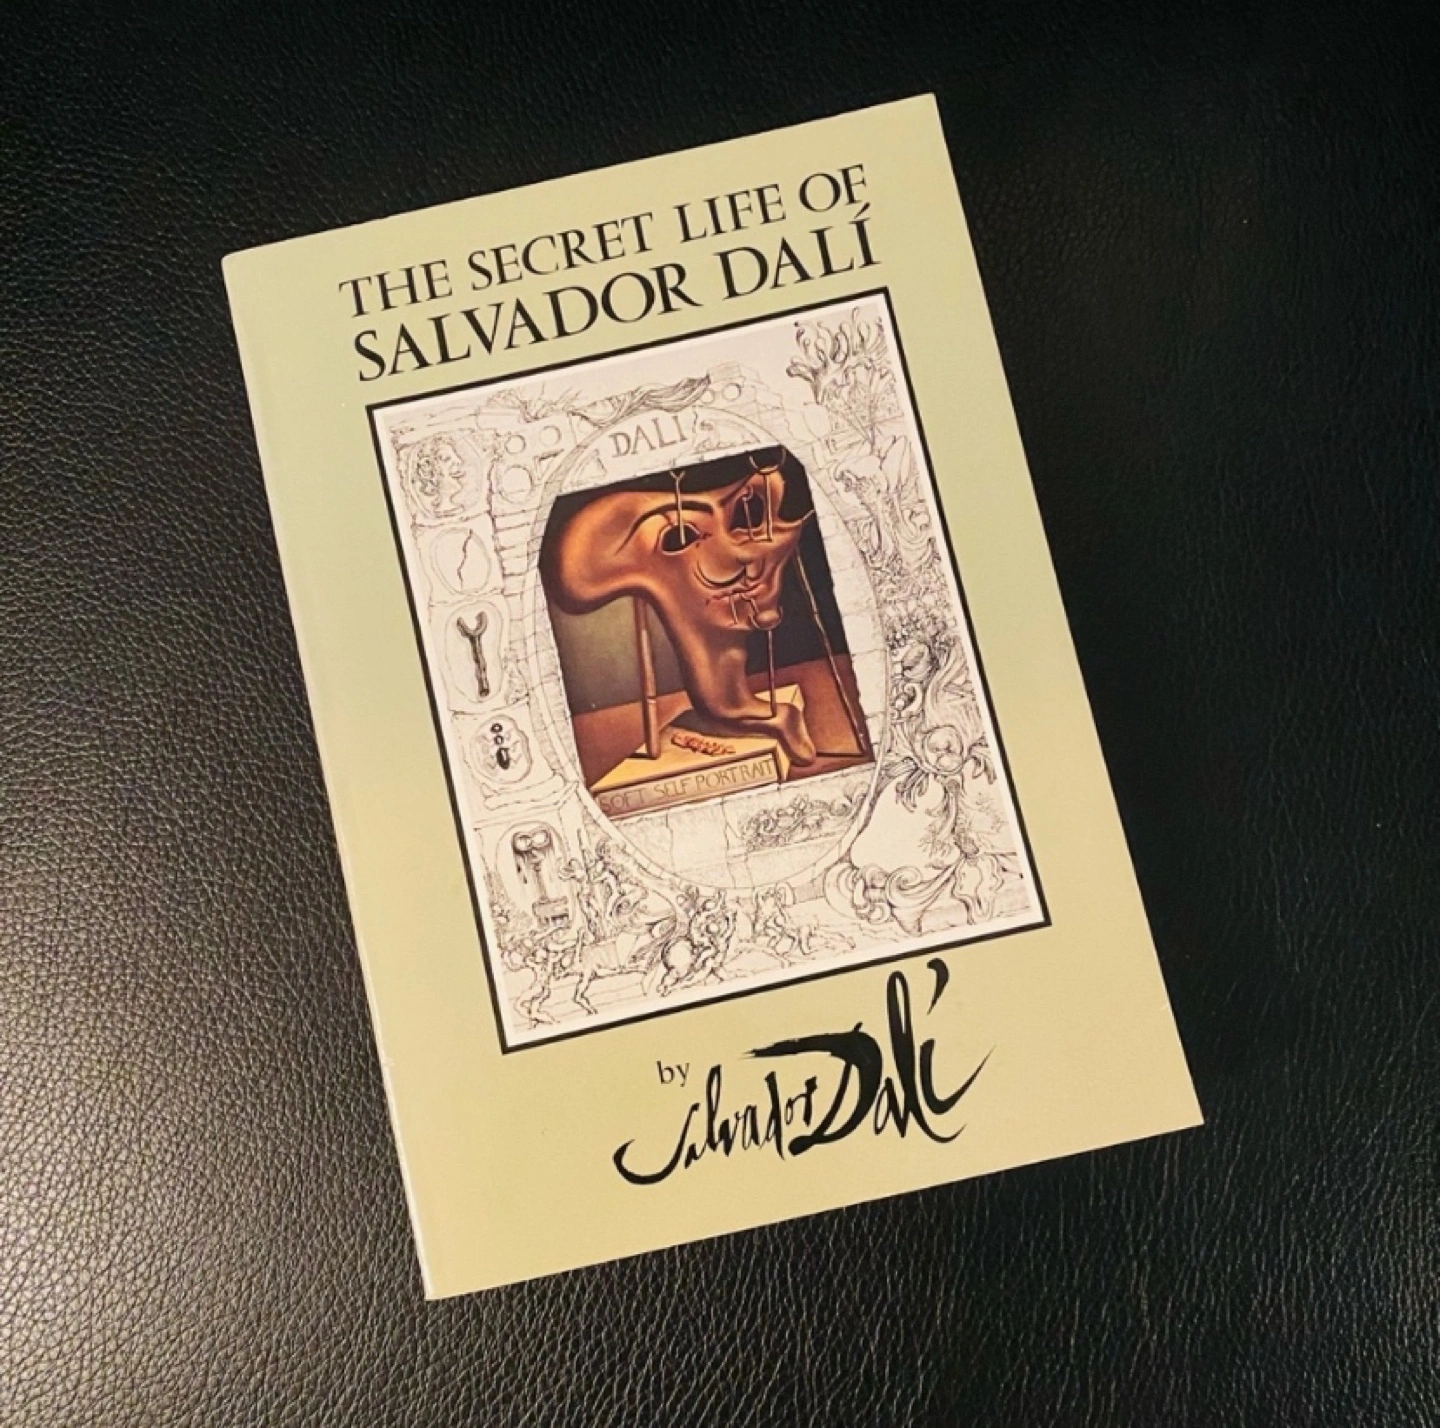 THE SECRET LIFE OF
SALVADOR DALÍ
DALI
SOFT SELF PORTRAIT
by
Salvador Dalí